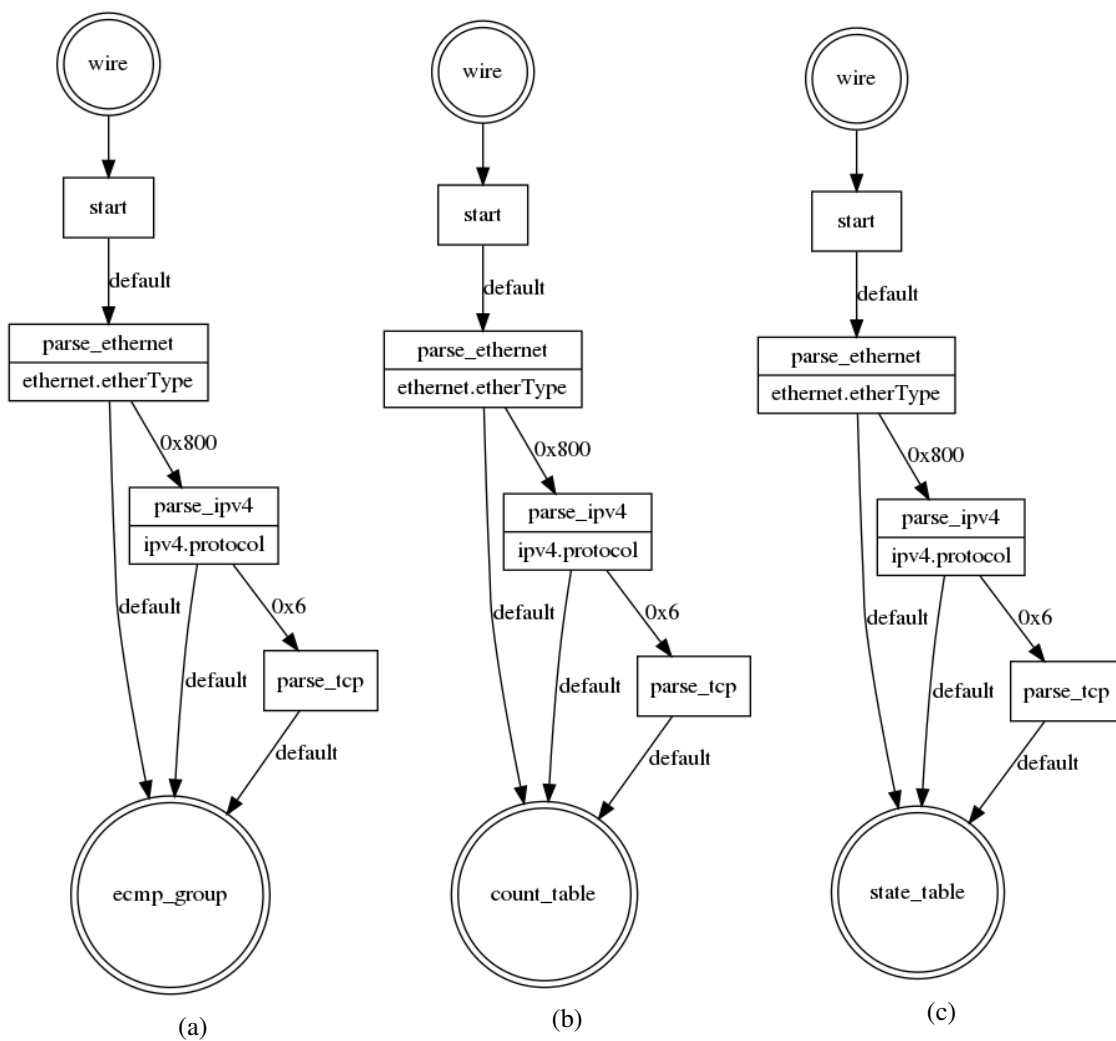 wire
start
default
parse_ethernet
ethernet.etherType
0x800
parse_ipv4
ipv4.protocol
default
0x6
default
parse_tcp
default
ecmp_group
(a)
wire
start
default
parse_ethernet
ethernet.etherType
0x800
parse_ipv4
ipv4.protocol
default
0x6
default
parse_tcp
default
count_table
(b)
wire
start
default
parse_ethernet
ethernet.etherType
0x800
parse_ipv4
ipv4.protocol
default
0x6
default
parse_tcp
default
state_table
(c)